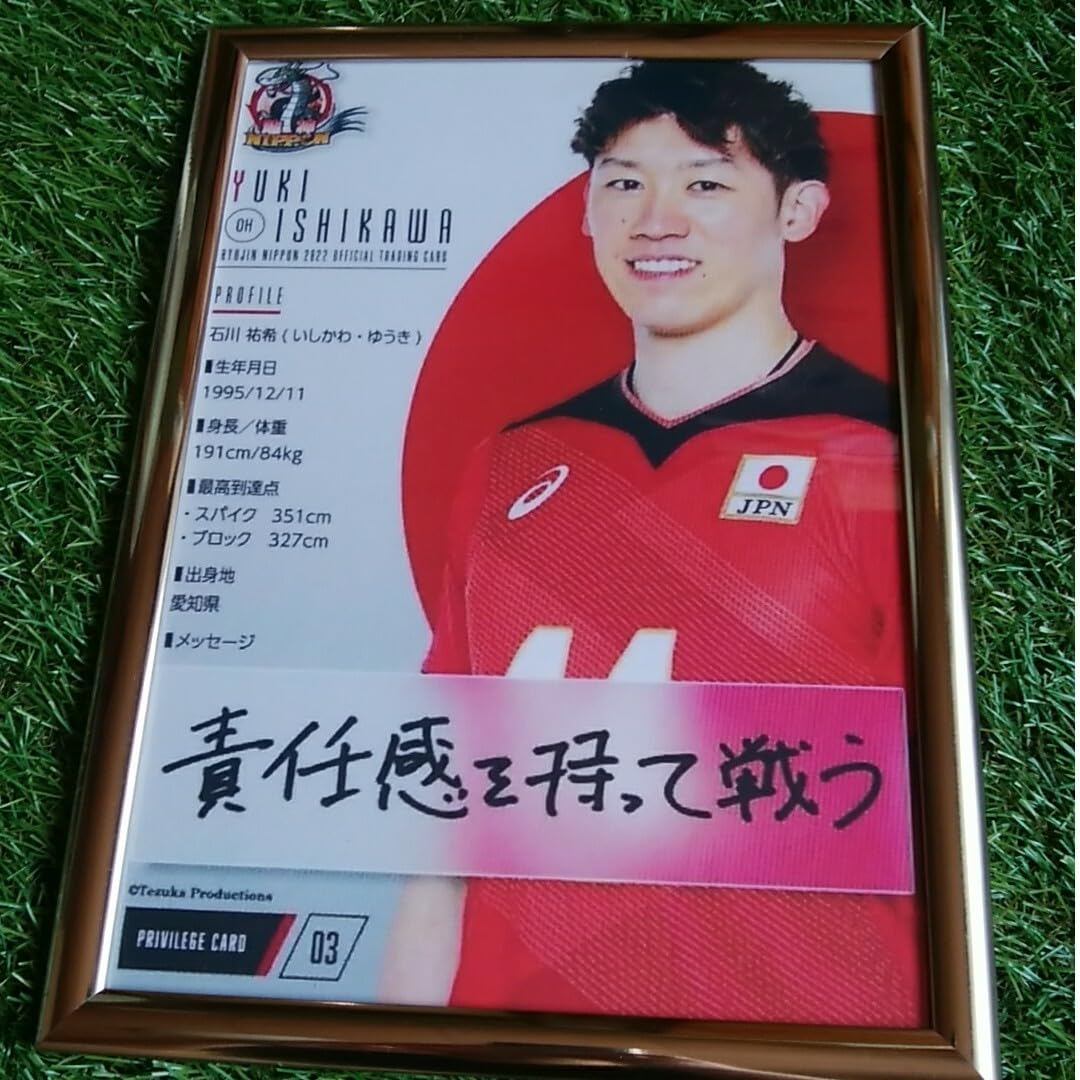 NIPPON
YUKI
OH ISHIKAWA
RYUJIN NIPPON 2022 OFFICIAL TRADING CARD
PROFILE
石川 祐希 ( いしかわ・ゆうき )
■生年月日
1995/12/11
■身長／体重
191cm/84kg
■最高到達点
・スパイク 351cm
・ブロック 327cm
■出身地
愛知県
■メッセージ
JPN
責任感を持って戦う
©Tezuka Productions
PRIVILEGE CARD 03